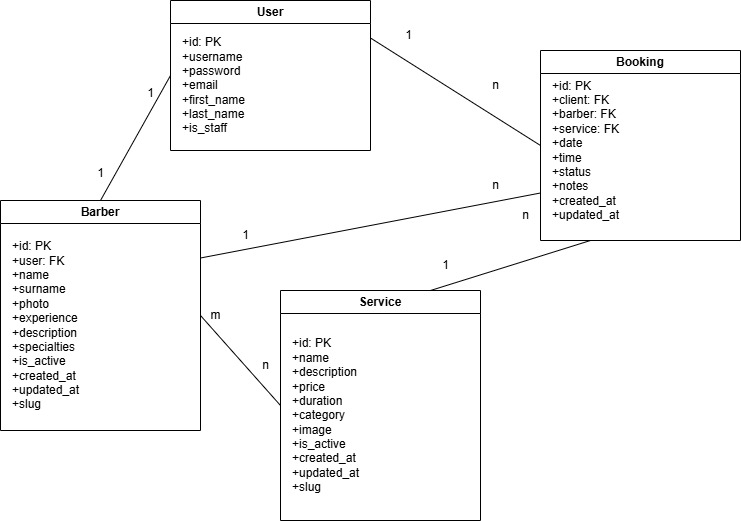 User
+id: PK
+username
+password
+email
+first_name
+last_name
+is_staff
1
n
1
1
Booking
+id: PK
+client: FK
+barber: FK
+service: FK
+date
+time
+status
+notes
+created_at
+updated_at
n
n
1
1
Barber
+id: PK
+user: FK
+name
+surname
+photo
+experience
+description
+specialties
+is_active
+created_at
+updated_at
+slug
m
n
Service
+id: PK
+name
+description
+price
+duration
+category
+image
+is_active
+created_at
+updated_at
+slug